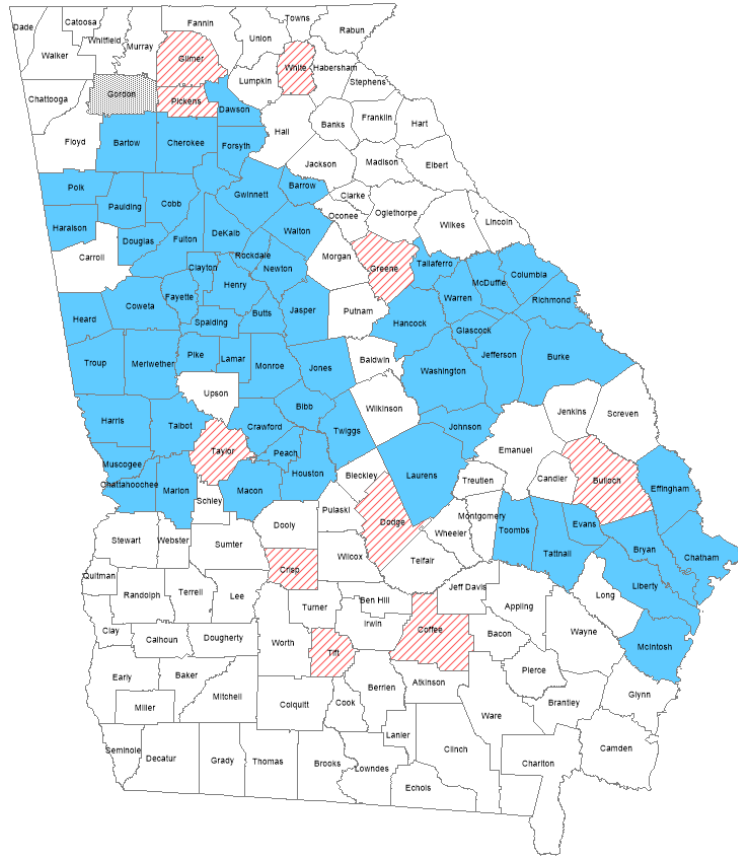 Dade
Catoosa
Fannin
Towns
Rabun
Whitfield
Murray
Union
Walker
Gilmer
White
Habersham
Lumpkin
Stephens
Chattooga
Gordon
Pickens
Dawson
Banks
Franklin
Hart
Hall
Floyd
Bartow
Cherokee
Forsyth
Jackson
Madison
Elbert
Polk
Barrow
Gwinnett
Clarke
Oglethorpe
Oconee
Paulding
Cobb
Haralson
Wilkes
Lincoln
DeKalb
Walton
Douglas
Fulton
Carroll
Rockdale
Morgan
Greene
Taliaferro
Clayton
Newton
McDuffie
Columbia
Henry
Fayette
Warren
Richmond
Coweta
Heard
Butts
Jasper
Putnam
Spalding
Hancock
Glascock
Jefferson
Burke
Troup
Meriwether
Pike
Lamar
Monroe
Jones
Baldwin
Washington
Upson
Bibb
Wilkinson
Jenkins
Screven
Harris
Talbot
Crawford
Twiggs
Johnson
Emanuel
Taylor
Peach
Muscogee
Houston
Bleckley
Laurens
Treutlen
Candler
Bulloch
Chattahoochee
Marion
Macon
Schley
Effingham
Pulaski
Dodge
Montgomery
Dooly
Wheeler
Toombs
Evans
Stewart
Webster
Sumter
Bryan
Tattnall
Chatham
Wilcox
Telfair
Crisp
Quitman
Liberty
Randolph
Terrell
Lee
Jeff Davis
Long
Turner
Ben Hill
Appling
Irwin
Clay
Calhoun
Dougherty
Worth
Tift
Coffee
Bacon
Wayne
McIntosh
Early
Baker
Mitchell
Pierce
Berrien
Atkinson
Miller
Colquitt
Cook
Brantley
Glynn
Ware
Lanier
Seminole
Decatur
Grady
Thomas
Brooks
Lowndes
Clinch
Echols
Charlton
Camden